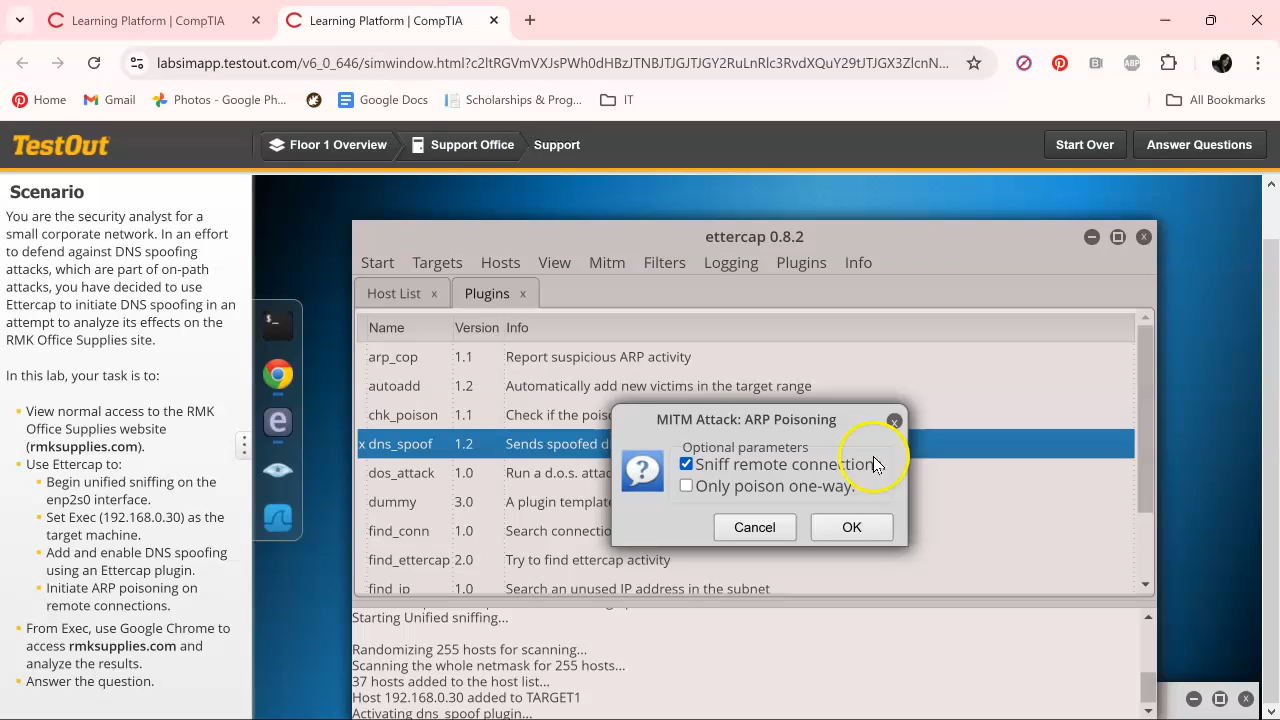 Learning Platform | CompTIA
Learning Platform | CompTIA
labsimapp.testout.com/v6_0_646/simwindow.html?c2ltRGVmVXJsPWh0dHBzJTNBJTJGJTJGY2RuLnRlc3RvdXQuY29tJTJGX3ZlcnN...
ABP
Home
Gmail
Photos - Google Ph...
Google Docs
Scholarships & Prog...
IT
All Bookmarks
TestOut
Floor 1 Overview
Support Office
Support
Start Over
Answer Questions
Scenario
You are the security analyst for a
small corporate network. In an effort
to defend against DNS spoofing
attacks, which are part of on-path
attacks, you have decided to use
Ettercap to initiate DNS spoofing in an
attempt to analyze its effects on the
RMK Office Supplies site.
In this lab, your task is to:
View normal access to the RMK
Office Supplies website
(rmksupplies.com).
Use Ettercap to:
Begin unified sniffing on the
enp2s0 interface.
Set Exec (192.168.0.30) as the
target machine.
Add and enable DNS spoofing
using an Ettercap plugin.
Initiate ARP poisoning on
remote connections.
From Exec, use Google Chrome to
access rmksupplies.com and
analyze the results.
Answer the question.
ettercap 0.8.2
Start Targets Hosts View Mitm Filters Logging Plugins Info
Host List x Plugins x
Name Version Info
arp_cop 1.1 Report suspicious ARP activity
autoadd 1.2 Automatically add new victims in the target range
chk_poison 1.1 Check if the poiso
x dns_spoof 1.2 Sends spoofed d
dos_attack 1.0 Run a d.o.s. attac
dummy 3.0 A plugin template
find_conn 1.0 Search connectio
find_ettercap 2.0 Try to find ettercap activity
find_ip 1.0 Search an unused IP address in the subnet
MITM Attack: ARP Poisoning
Optional parameters
Sniff remote connection
Only poison one-way.
Cancel
OK
Starting Unified sniffing...
Randomizing 255 hosts for scanning...
Scanning the whole netmask for 255 hosts...
37 hosts added to the host list...
Host 192.168.0.30 added to TARGET1
Activating dns_spoof plugin...